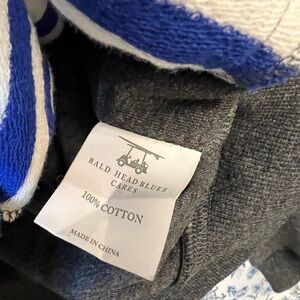 BALD HEAD BLUES
CARES
100% COTTON
MADE IN CHINA